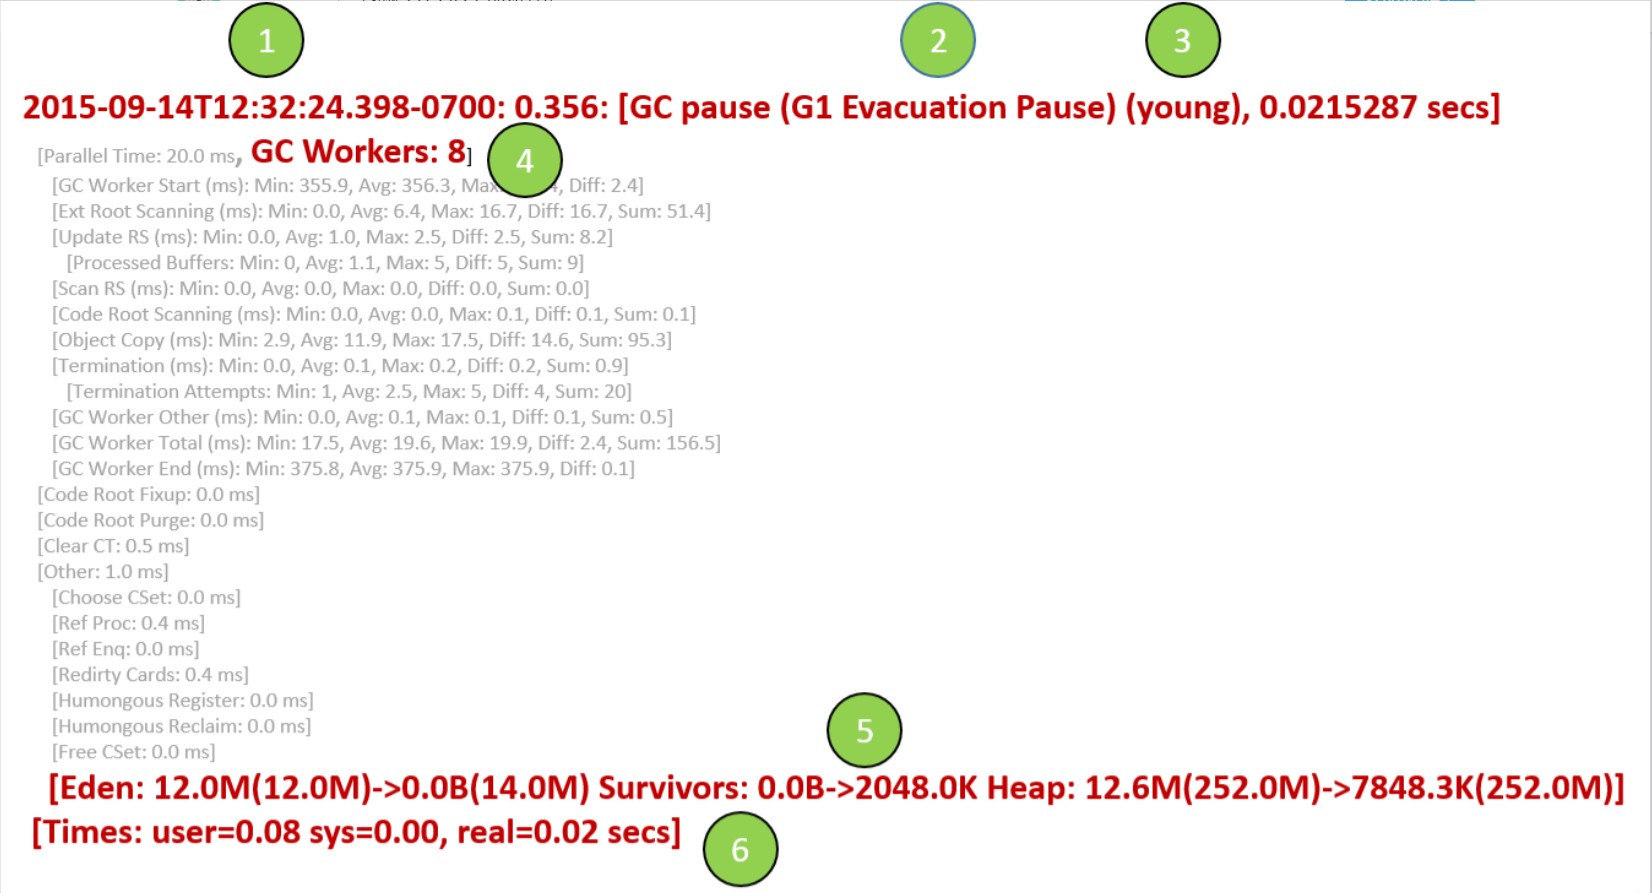 1
2
3
2015-09-14T12:32:24.398-0700: 0.356: [GC pause (G1 Evacuation Pause) (young), 0.0215287 secs]
[Parallel Time: 20.0 ms, GC Workers: 8]
4
[GC Worker Start (ms): Min: 355.9, Avg: 356.3, Max , Diff: 2.4]
[Ext Root Scanning (ms): Min: 0.0, Avg: 6.4, Max: 16.7, Diff: 16.7, Sum: 51.4]
[Update RS (ms): Min: 0.0, Avg: 1.0, Max: 2.5, Diff: 2.5, Sum: 8.2]
[Processed Buffers: Min: 0, Avg: 1.1, Max: 5, Diff: 5, Sum: 9]
[Scan RS (ms): Min: 0.0, Avg: 0.0, Max: 0.0, Diff: 0.0, Sum: 0.0]
[Code Root Scanning (ms): Min: 0.0, Avg: 0.0, Max: 0.1, Diff: 0.1, Sum: 0.1]
[Object Copy (ms): Min: 2.9, Avg: 11.9, Max: 17.5, Diff: 14.6, Sum: 95.3]
[Termination (ms): Min: 0.0, Avg: 0.1, Max: 0.2, Diff: 0.2, Sum: 0.9]
[Termination Attempts: Min: 1, Avg: 2.5, Max: 5, Diff: 4, Sum: 20]
[GC Worker Other (ms): Min: 0.0, Avg: 0.1, Max: 0.1, Diff: 0.1, Sum: 0.5]
[GC Worker Total (ms): Min: 17.5, Avg: 19.6, Max: 19.9, Diff: 2.4, Sum: 156.5]
[GC Worker End (ms): Min: 375.8, Avg: 375.9, Max: 375.9, Diff: 0.1]
[Code Root Fixup: 0.0 ms]
[Code Root Purge: 0.0 ms]
[Clear CT: 0.5 ms]
[Other: 1.0 ms]
[Choose CSet: 0.0 ms]
[Ref Proc: 0.4 ms]
[Ref Enq: 0.0 ms]
[Redirty Cards: 0.4 ms]
[Humongous Register: 0.0 ms]
[Humongous Reclaim: 0.0 ms]
[Free CSet: 0.0 ms]
5
[Eden: 12.0M(12.0M)->0.0B(14.0M) Survivors: 0.0B->2048.0K Heap: 12.6M(252.0M)->7848.3K(252.0M)]
[Times: user=0.08 sys=0.00, real=0.02 secs]
6